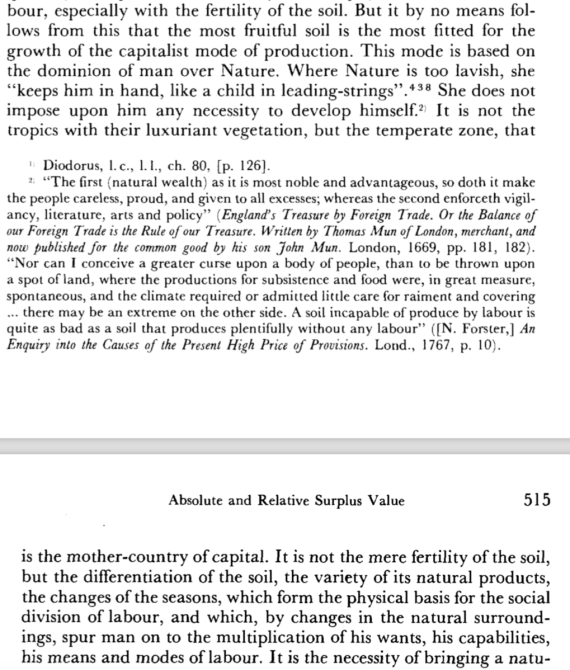 bour, especially with the fertility of the soil. But it by no means fol-
lows from this that the most fruitful soil is the most fitted for the
growth of the capitalist mode of production. This mode is based on
the dominion of man over Nature. Where Nature is too lavish, she
“keeps him in hand, like a child in leading-strings”.⁴³⁸ She does not
impose upon him any necessity to develop himself.²⁾ It is not the
tropics with their luxuriant vegetation, but the temperate zone, that
¹⁾ Diodorus, l. c., l. I., ch. 80, [p. 126].
²⁾ “The first (natural wealth) as it is most noble and advantageous, so doth it make
the people careless, proud, and given to all excesses; whereas the second enforceth vigil-
ancy, literature, arts and policy” (England's Treasure by Foreign Trade. Or the Balance of
our Foreign Trade is the Rule of our Treasure. Written by Thomas Mun of London, merchant, and
now published for the common good by his son John Mun. London, 1669, pp. 181, 182).
“Nor can I conceive a greater curse upon a body of people, than to be thrown upon
a spot of land, where the productions for subsistence and food were, in great measure,
spontaneous, and the climate required or admitted little care for raiment and covering
... there may be an extreme on the other side. A soil incapable of produce by labour is
quite as bad as a soil that produces plentifully without any labour” ([N. Forster,] An
Enquiry into the Causes of the Present High Price of Provisions. Lond., 1767, p. 10).
Absolute and Relative Surplus Value 515
is the mother-country of capital. It is not the mere fertility of the soil,
but the differentiation of the soil, the variety of its natural products,
the changes of the seasons, which form the physical basis for the social
division of labour, and which, by changes in the natural surround-
ings, spur man on to the multiplication of his wants, his capabilities,
his means and modes of labour. It is the necessity of bringing a natu-